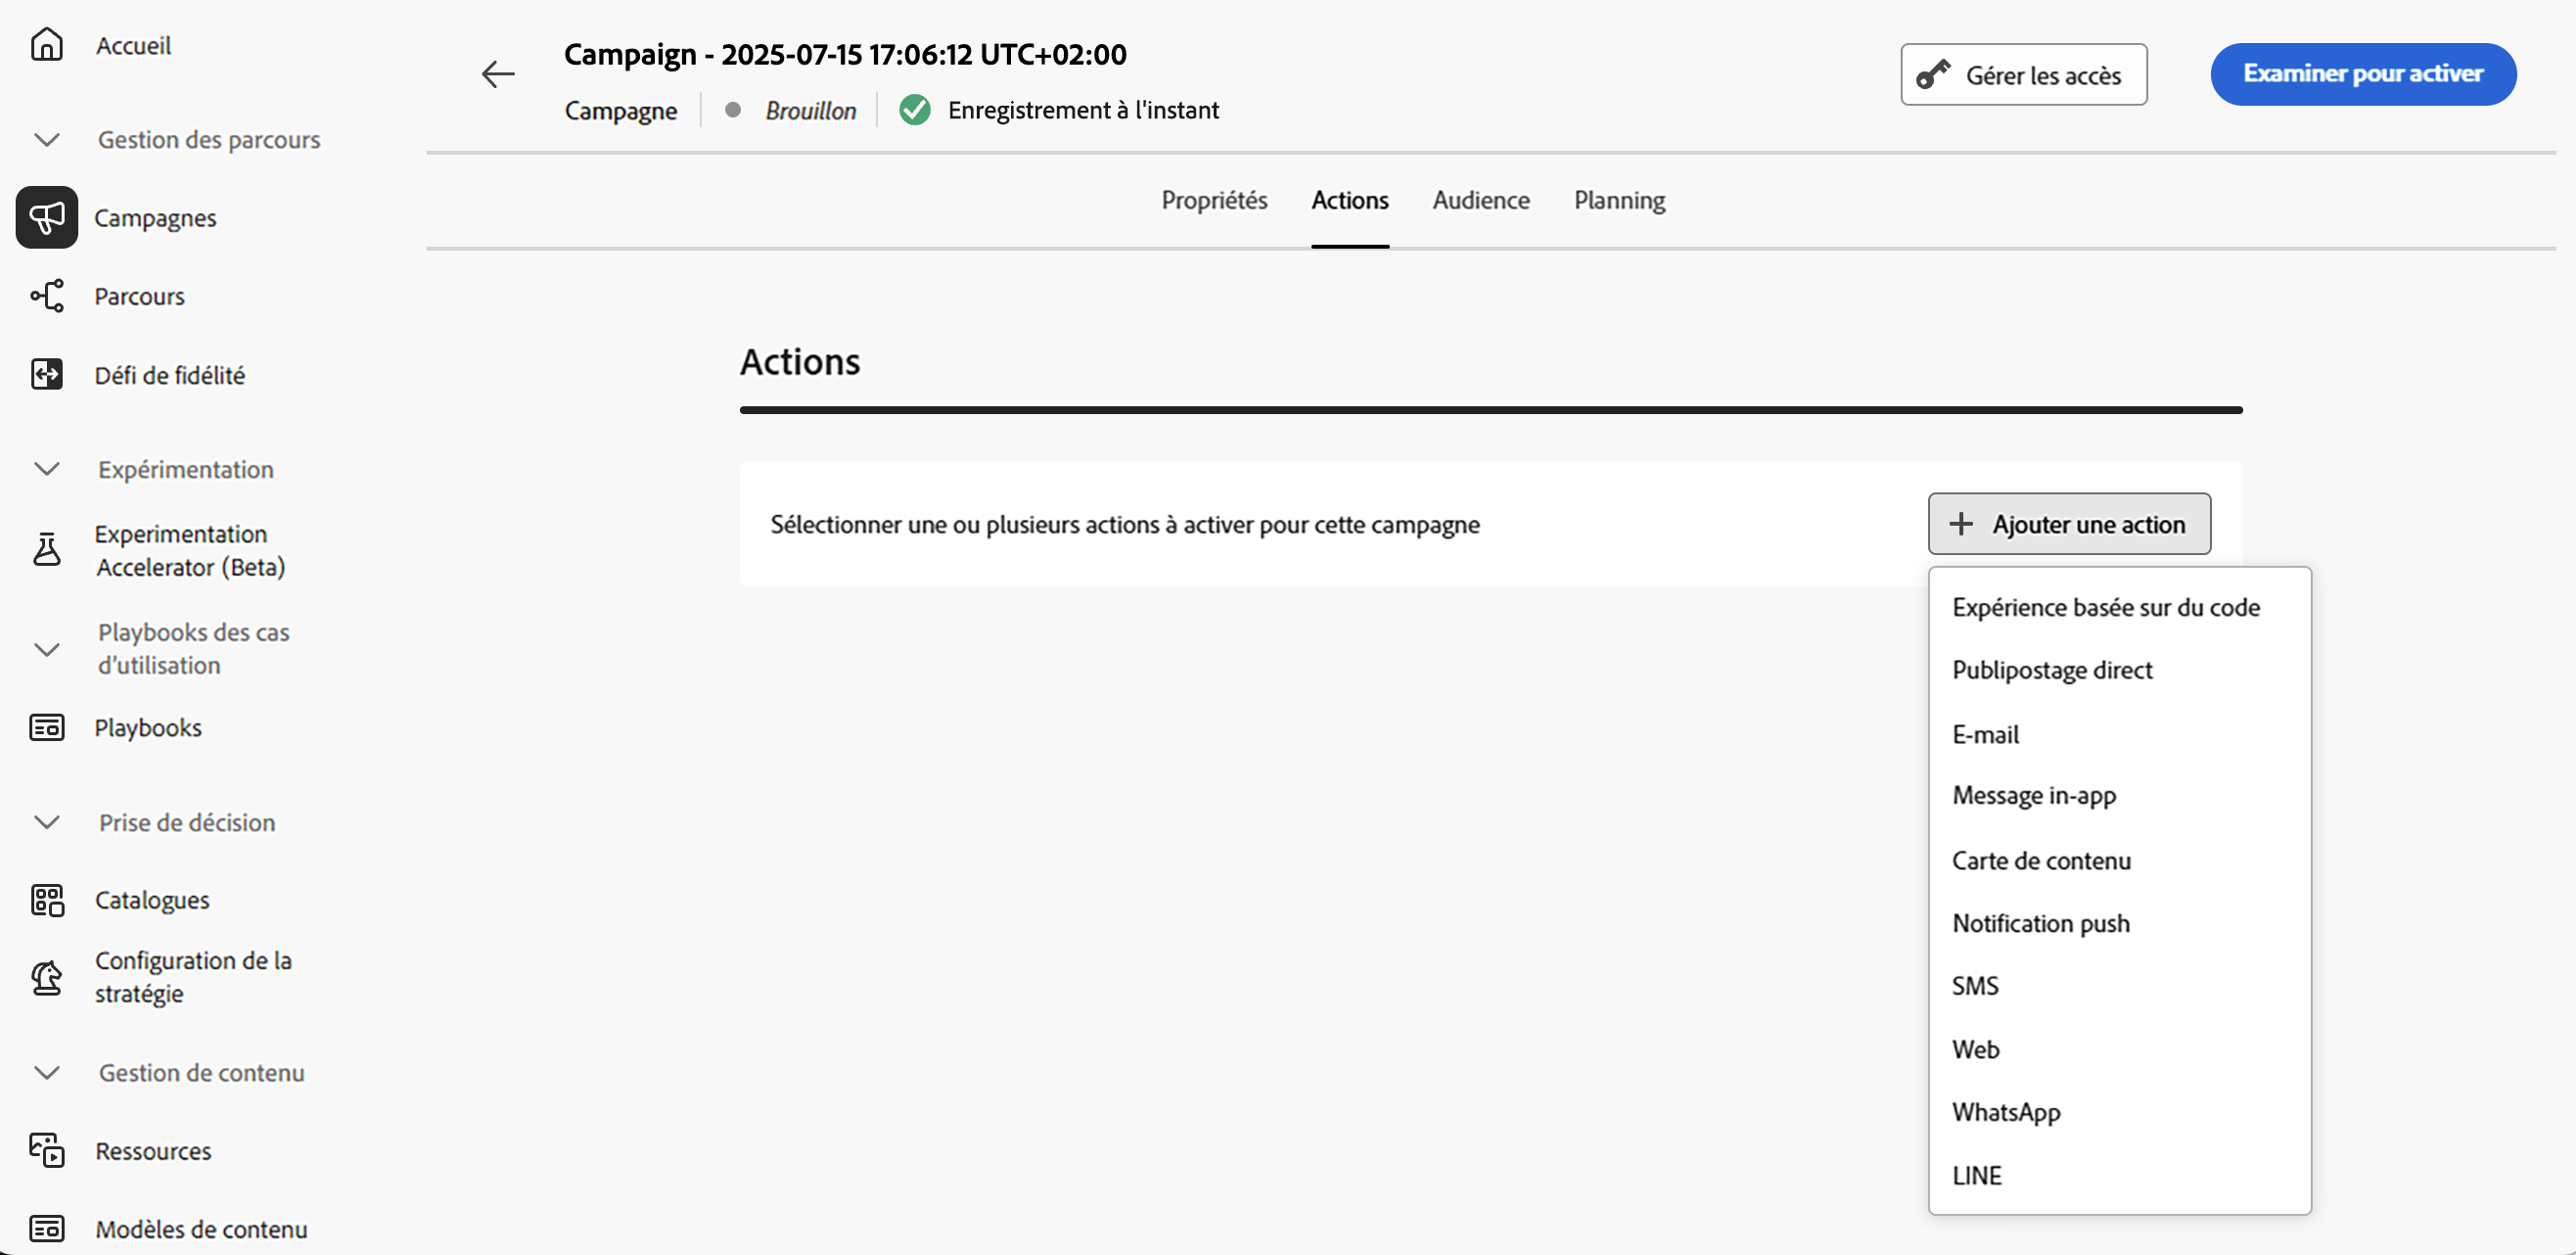 Accueil
Gestion des parcours
Campagnes
Parcours
Défi de fidélité
Expérimentation
Experimentation
Accelerator (Beta)
Playbooks des cas
d’utilisation
Playbooks
Prise de décision
Catalogues
Configuration de la
stratégie
Gestion de contenu
Ressources
Modèles de contenu
Campaign - 2025-07-15 17:06:12 UTC+02:00
Campagne
Brouillon
Enregistrement à l'instant
Gérer les accès
Examiner pour activer
Propriétés
Actions
Audience
Planning
Actions
Sélectionner une ou plusieurs actions à activer pour cette campagne
Ajouter une action
Expérience basée sur du code
Publipostage direct
E-mail
Message in-app
Carte de contenu
Notification push
SMS
Web
WhatsApp
LINE